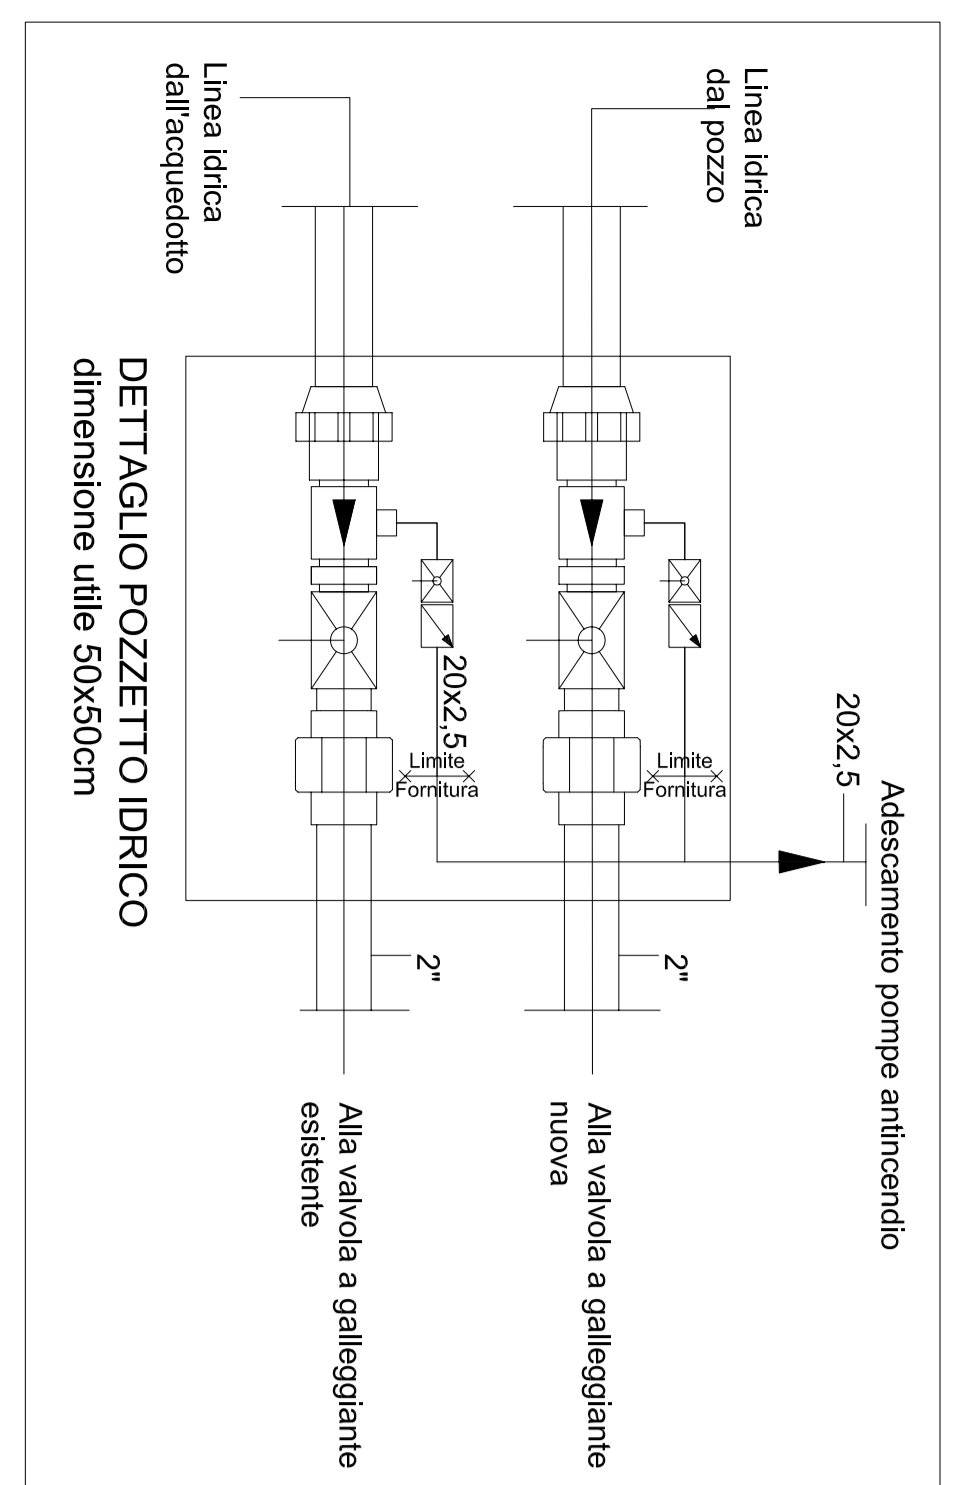 Adescamento pompe antincendio
20x2,5
Linea idrica
dal pozzo
Limite
Fornitura
2"
Alla valvola a galleggiante
nuova
20x2,5
Limite
Fornitura
2"
Alla valvola a galleggiante
esistente
Linea idrica
dall'acquedotto
DETTAGLIO POZZETTO IDRICO
dimensione utile 50x50cm